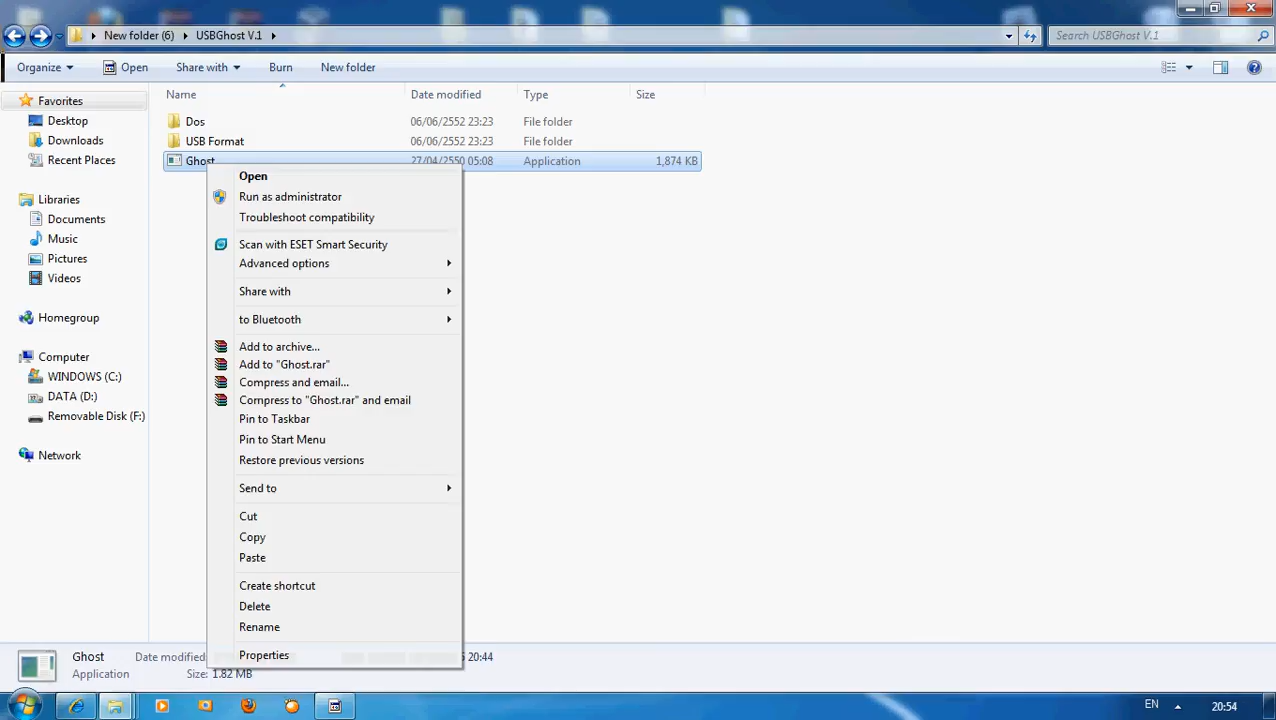 New folder (6) USBGhost V.1 Search USBGhost V.1
Organize Open Share with Burn New folder
Name Date modified Type Size
Favorites
Desktop
Downloads
Recent Places
Libraries
Documents
Music
Pictures
Videos
Homegroup
Computer
WINDOWS (C:)
DATA (D:)
Removable Disk (F:)
Network
Dos 06/06/2552 23:23 File folder
USB Format 06/06/2552 23:23 File folder
Ghost 27/04/2550 05:08 Application 1,874 KB
Open
Run as administrator
Troubleshoot compatibility
Scan with ESET Smart Security
Advanced options
Share with
to Bluetooth
Add to archive...
Add to "Ghost.rar"
Compress and email...
Compress to "Ghost.rar" and email
Pin to Taskbar
Pin to Start Menu
Restore previous versions
Send to
Cut
Copy
Paste
Create shortcut
Delete
Rename
Properties
Ghost Date modified 20:44
Application Size: 1.82 MB
EN 20:54